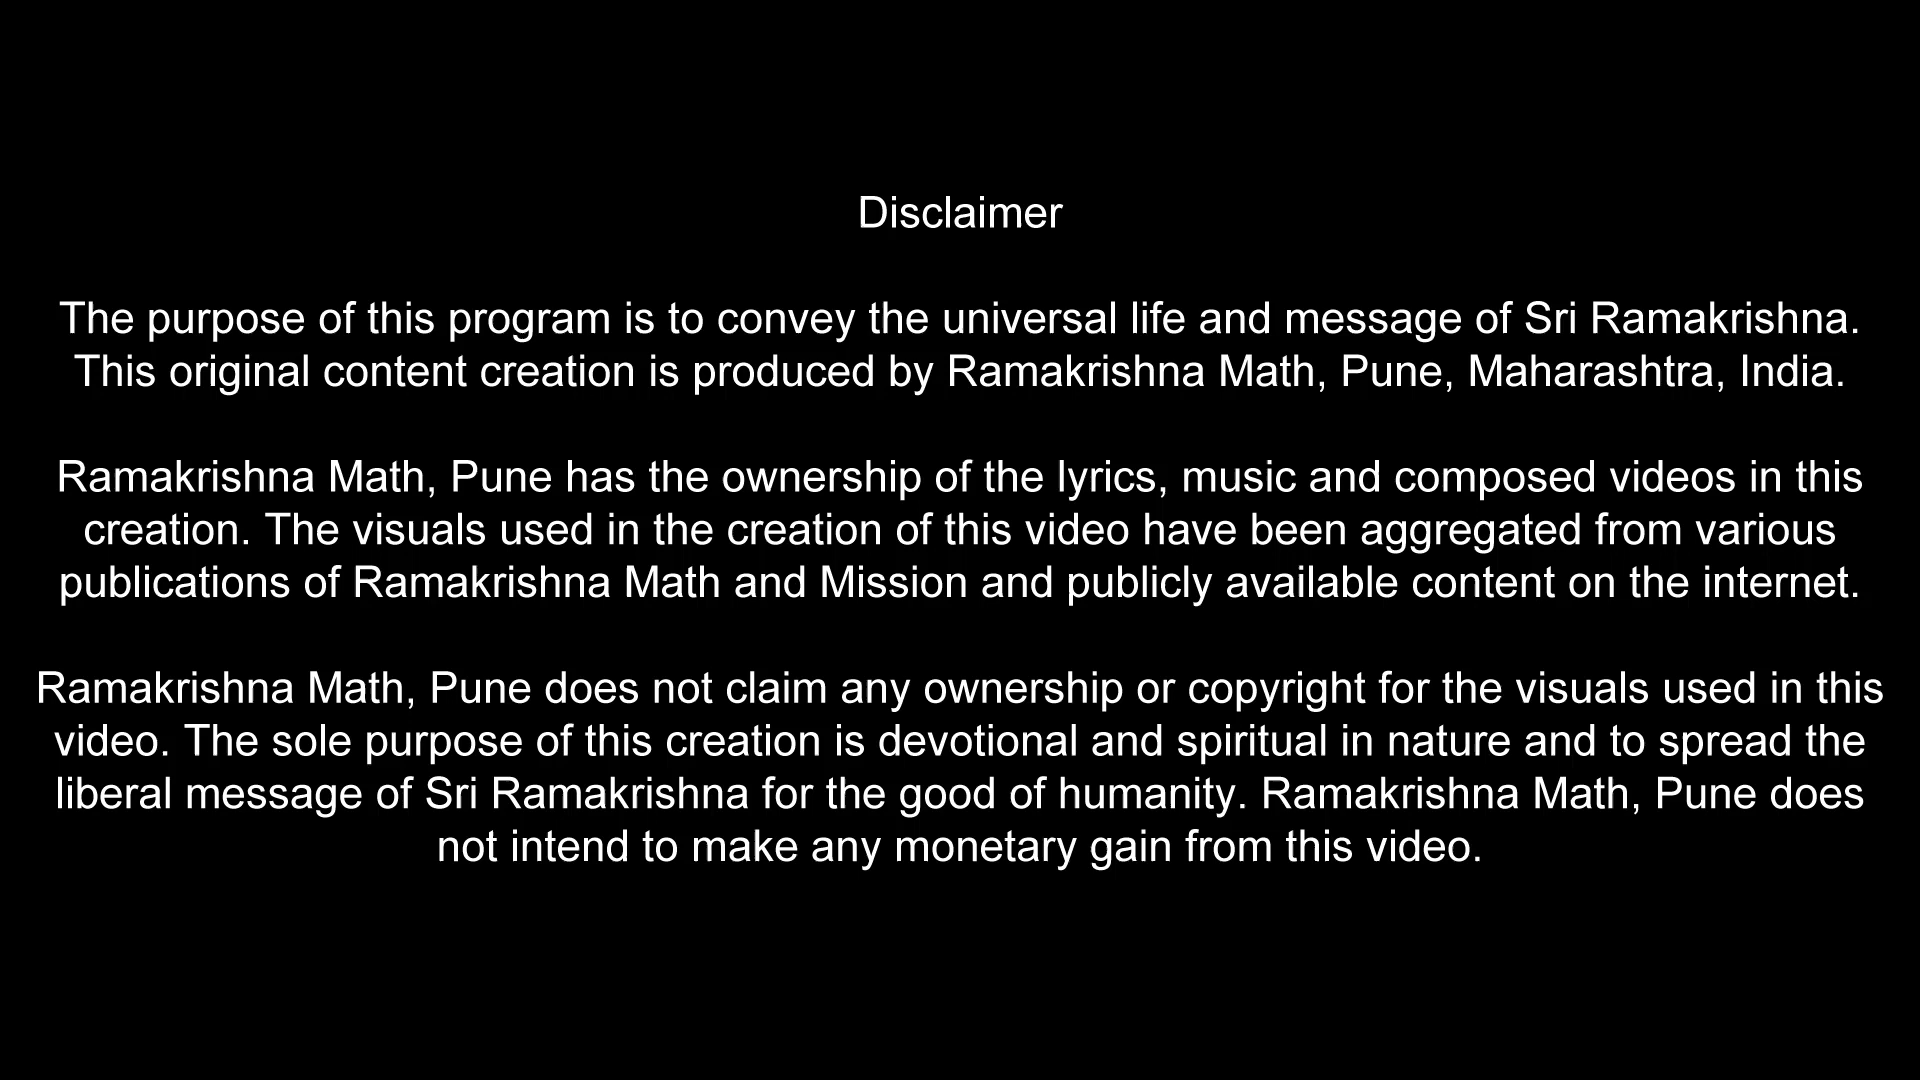 Disclaimer
The purpose of this program is to convey the universal life and message of Sri Ramakrishna.
This original content creation is produced by Ramakrishna Math, Pune, Maharashtra, India.
Ramakrishna Math, Pune has the ownership of the lyrics, music and composed videos in this
creation. The visuals used in the creation of this video have been aggregated from various
publications of Ramakrishna Math and Mission and publicly available content on the internet.
Ramakrishna Math, Pune does not claim any ownership or copyright for the visuals used in this
video. The sole purpose of this creation is devotional and spiritual in nature and to spread the
liberal message of Sri Ramakrishna for the good of humanity. Ramakrishna Math, Pune does
not intend to make any monetary gain from this video.